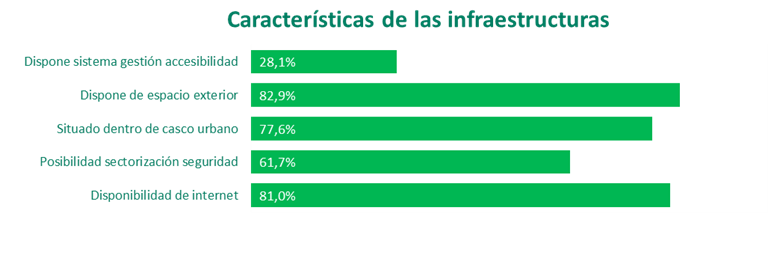 Características de las infraestructuras
Dispone sistema gestión accesibilidad 28,1%
Dispone de espacio exterior 82,9%
Situado dentro de casco urbano 77,6%
Posibilidad sectorización seguridad 61,7%
Disponibilidad de internet 81,0%